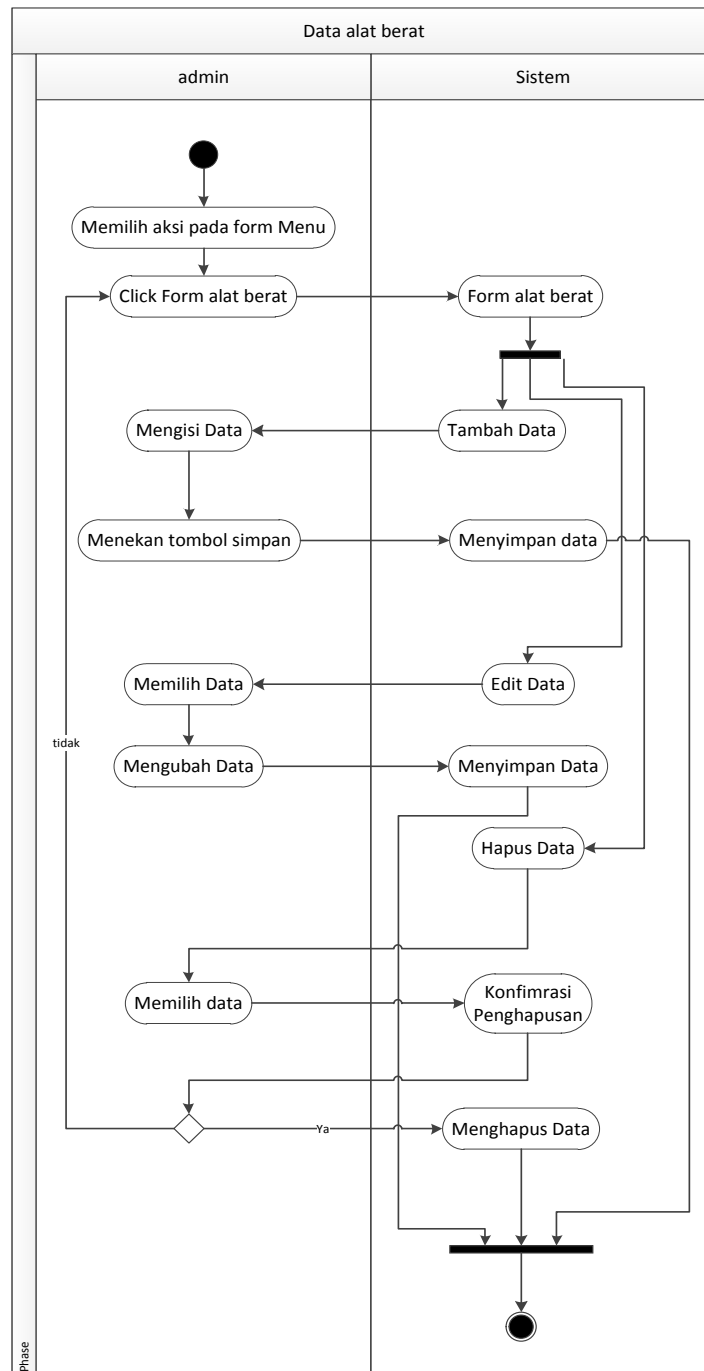 Data alat berat
admin
Sistem
Memilih aksi pada form Menu
Click Form alat berat
Form alat berat
Mengisi Data
Tambah Data
Menekan tombol simpan
Menyimpan data
Memilih Data
Edit Data
tidak
Mengubah Data
Menyimpan Data
Hapus Data
Memilih data
Konfimrasi
Penghapusan
Ya
Menghapus Data
Phase